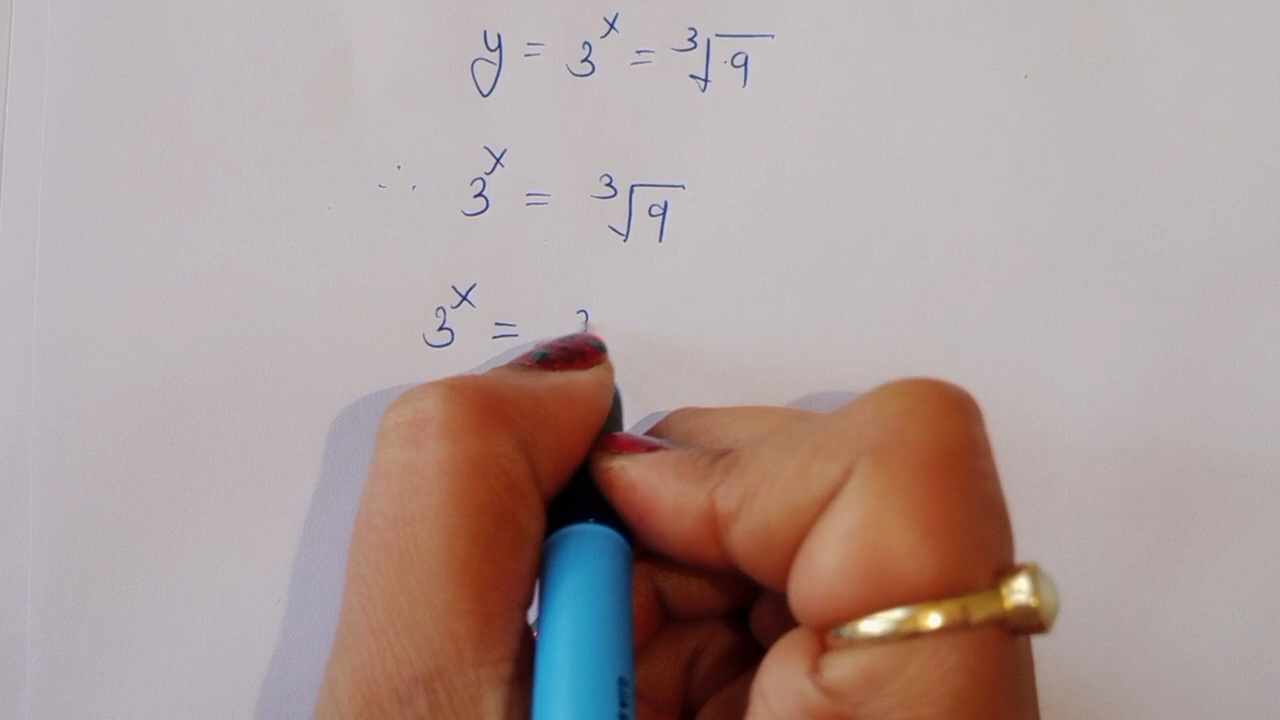 y = 3^x = ∛9
∴ 3^x = ∛9
3^x =